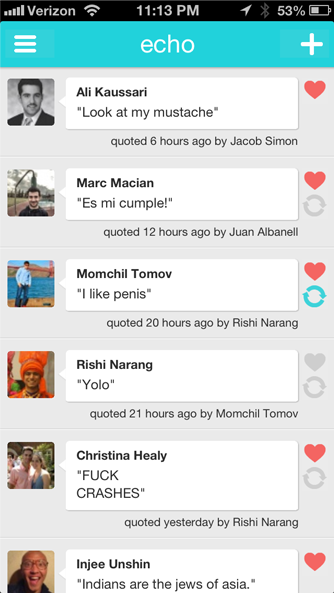 Verizon 11:13 PM 53%
echo
Ali Kaussari
"Look at my mustache"
quoted 6 hours ago by Jacob Simon
Marc Macian
"Es mi cumple!"
quoted 12 hours ago by Juan Albanell
Momchil Tomov
"I like penis"
quoted 20 hours ago by Rishi Narang
Rishi Narang
"Yolo"
quoted 21 hours ago by Momchil Tomov
Christina Healy
"FUCK
CRASHES"
quoted yesterday by Rishi Narang
Injee Unshin
"Indians are the jews of asia."